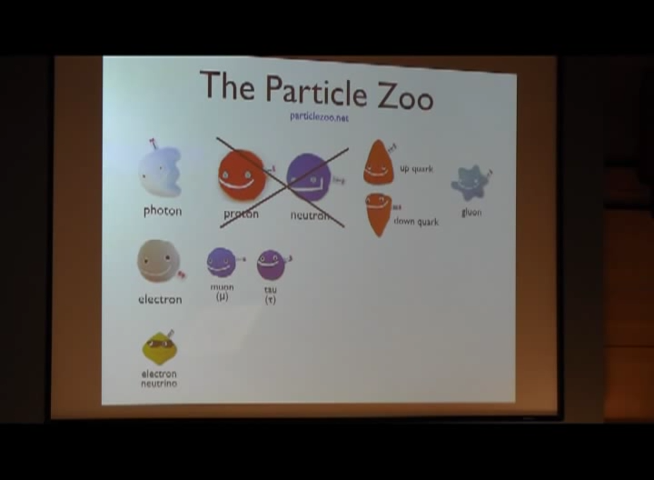 The Particle Zoo
particlezoo.net
photon
proton
neutron
up quark
down quark
gluon
electron
muon
(μ)
tau
(τ)
electron
neutrino